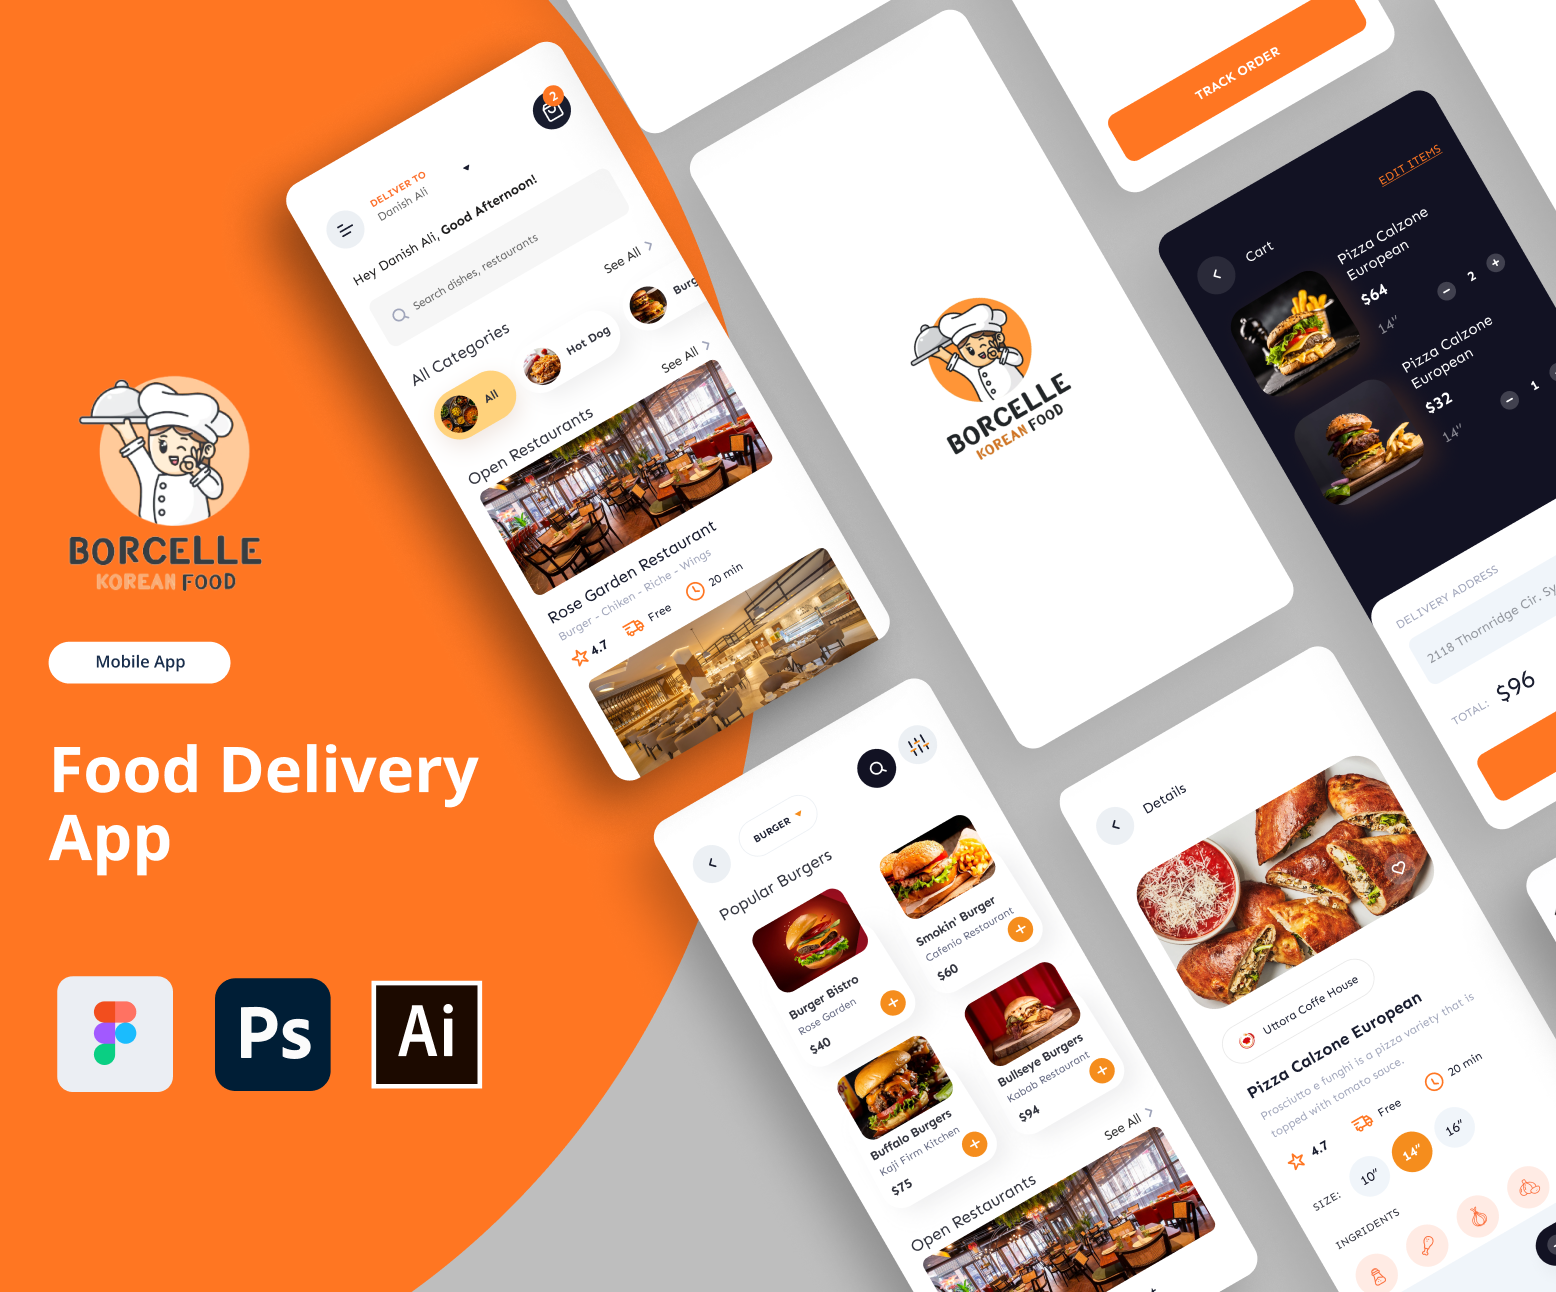 BORCELLE
KOREAN FOOD
Mobile App
Food Delivery
App
Ps
Ai
2
DELIVER TO
Danish Ali
Hey Danish Ali, Good Afternoon!
Search dishes, restaurants
All Categories
See All
All
Hot Dog
Burg
Open Restaurants
See All
Rose Garden Restaurant
Burger - Chiken - Riche - Wings
4.7
Free
20 min
BORCELLE
KOREAN FOOD
TRACK ORDER
Cart
EDIT ITEMS
Pizza Calzone
European
$64
14"
2
Pizza Calzone
European
$32
14"
1
DELIVERY ADDRESS
2118 Thornridge Cir. Sy
TOTAL: $96
BURGER
Popular Burgers
Burger Bistro
Rose Garden
$40
Smokin' Burger
Cafenio Restaurant
$60
Buffalo Burgers
Kaji Firm Kitchen
$75
Bullseye Burgers
Kabab Restaurant
$94
Open Restaurants
See All
Details
Uttora Coffe House
Pizza Calzone European
Prosciutto e funghi is a pizza variety that is
topped with tomato sauce.
4.7
Free
20 min
SIZE:
10"
14"
16"
INGRIDENTS